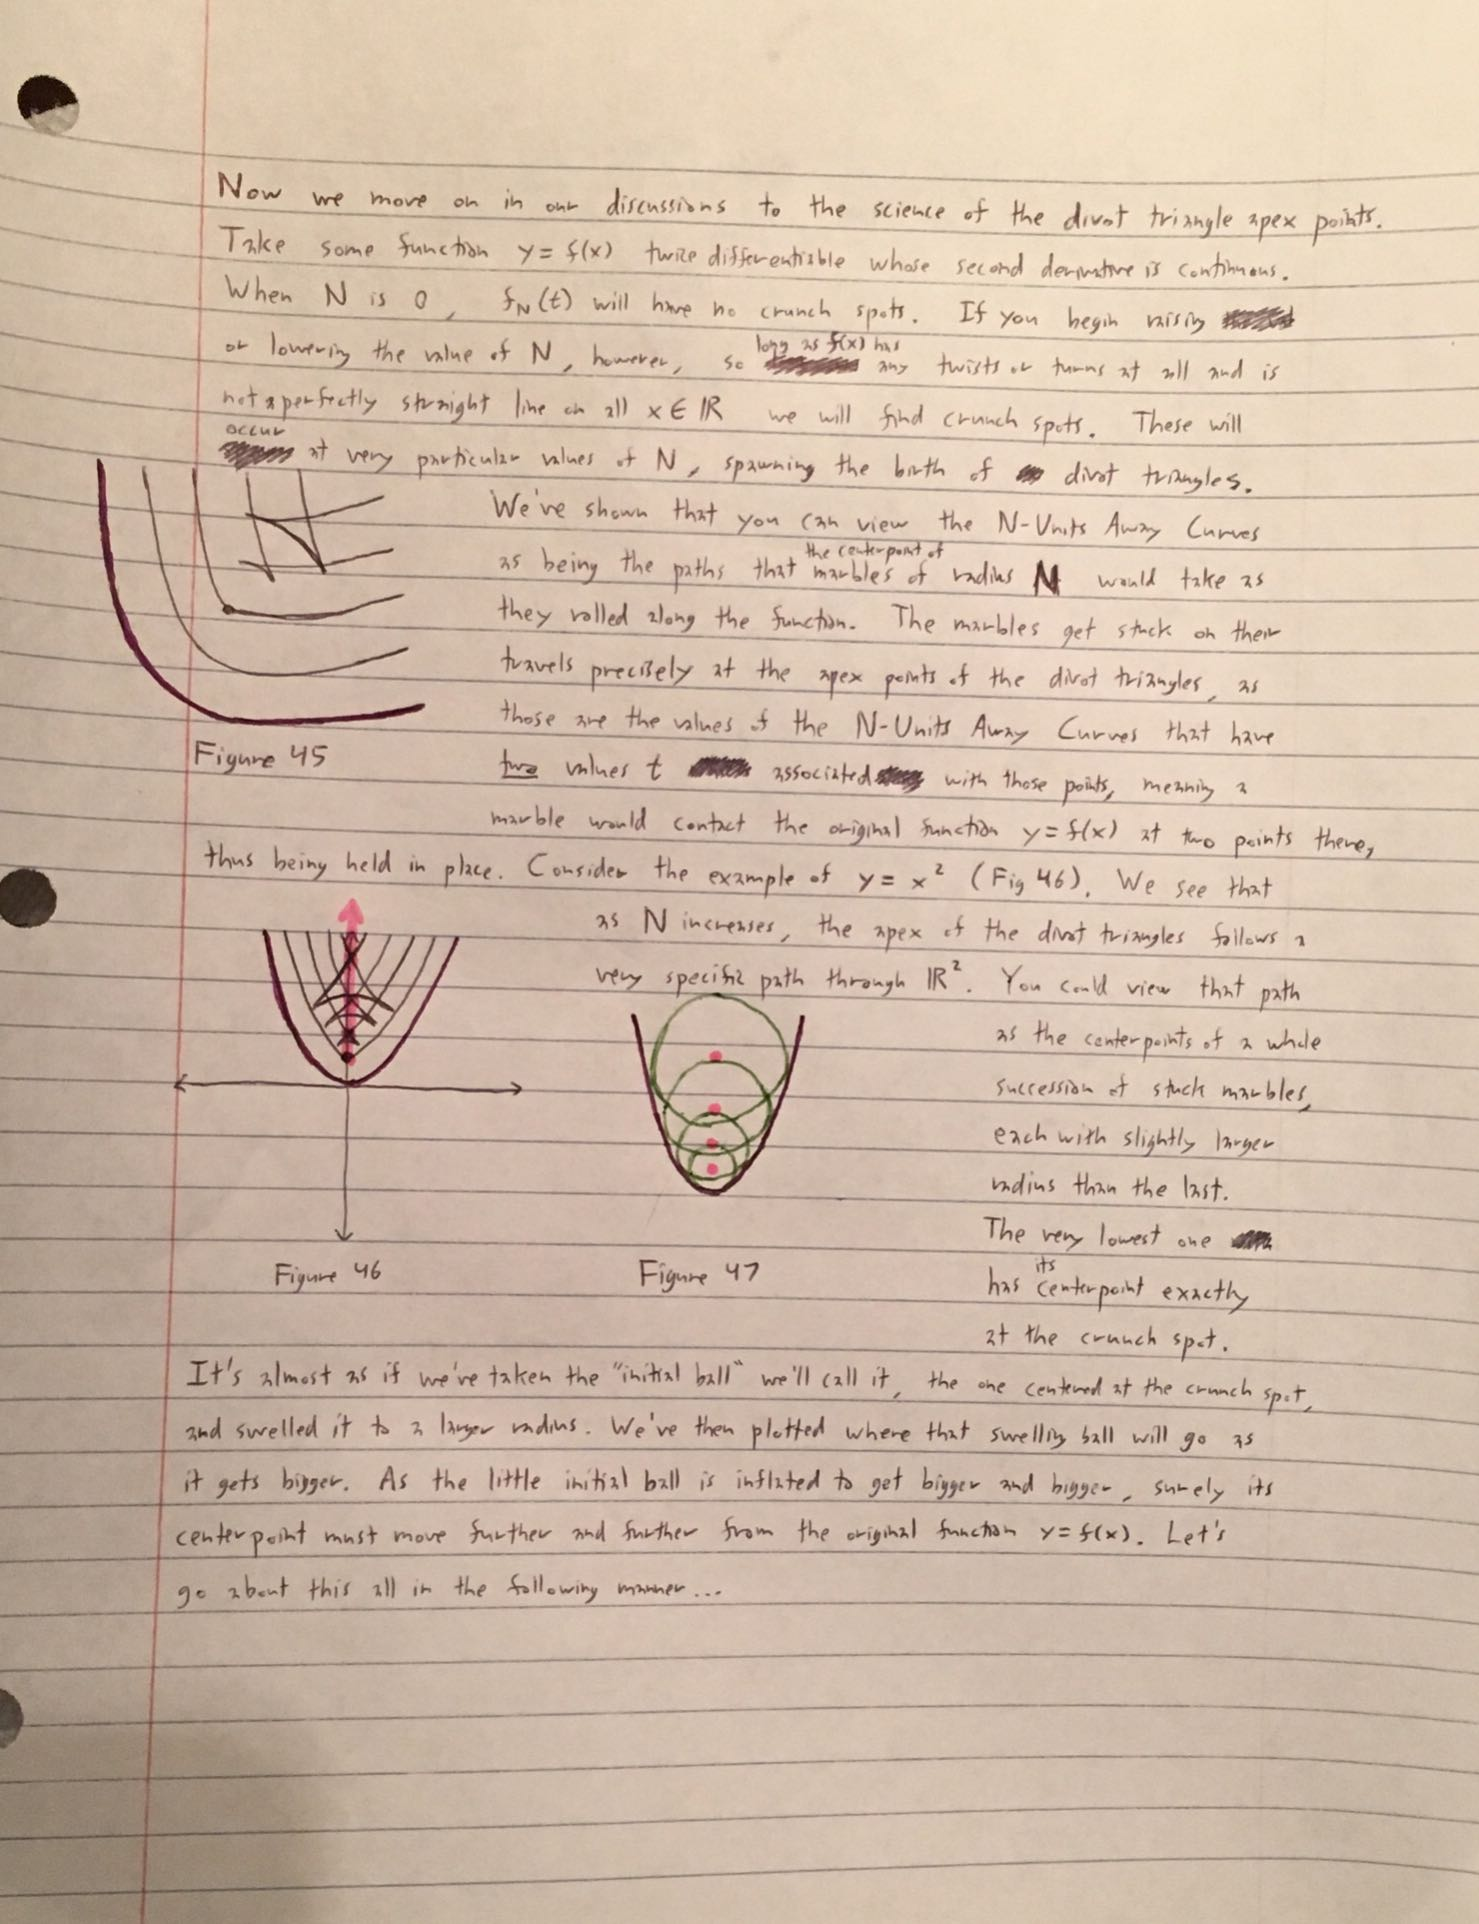 Now we move on in our discussions to the science of the divot triangle apex points.
Take some function y = f(x) twice differentiable whose second derivative is continuous.
When N is 0, f_N(t) will have no crunch spots. If you begin raising
or lowering the value of N, however, so long as f(x) has any twists or turns at all and is
not a perfectly straight line on all x ∈ ℝ we will find crunch spots. These will
occur at very particular values of N, spawning the birth of divot triangles.
We've shown that you can view the N-Units Away Curves
as being the paths that the centerpoint of marbles of radius N would take as
they rolled along the function. The marbles get stuck on their
travels precisely at the apex points of the divot triangles, as
those are the values of the N-Units Away Curves that have
two values t associated with those points, meaning a
marble would contact the original function y = f(x) at two points there,
Figure 45
thus being held in place. Consider the example of y = x² (Fig 46). We see that
as N increases, the apex of the divot triangles follows a
very specific path through ℝ². You could view that path
as the centerpoints of a whole
succession of stuck marbles,
each with slightly larger
radius than the last.
The very lowest one
has its centerpoint exactly
at the crunch spot.
Figure 46
Figure 47
It's almost as if we've taken the "initial ball" we'll call it, the one centered at the crunch spot,
and swelled it to a larger radius. We've then plotted where that swelling ball will go as
it gets bigger. As the little initial ball is inflated to get bigger and bigger, surely its
centerpoint must move further and further from the original function y = f(x). Let's
go about this all in the following manner...